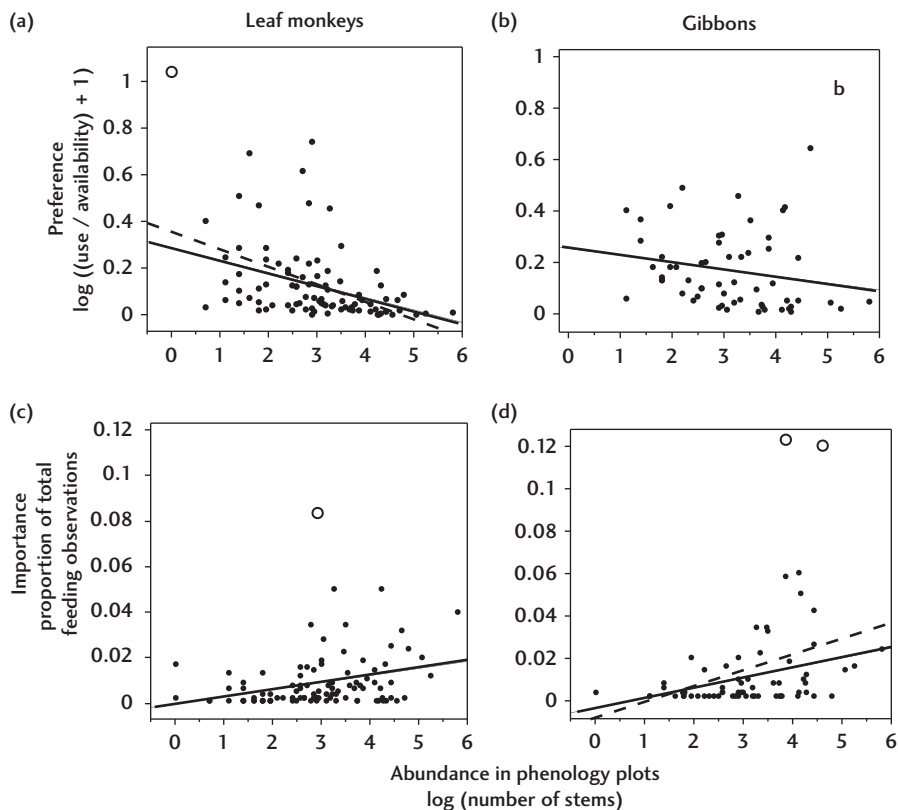 (a)
Leaf monkeys
(b)
Gibbons
Preference
log ((use / availability) + 1)
1
0.8
0.6
0.4
0.2
0
0 1 2 3 4 5 6
1
0.8
0.6
0.4
0.2
0
b
0 1 2 3 4 5 6
(c)
(d)
Importance
proportion of total
feeding observations
0.12
0.1
0.08
0.06
0.04
0.02
0
0 1 2 3 4 5 6
0.12
0.1
0.08
0.06
0.04
0.02
0
0 1 2 3 4 5 6
Abundance in phenology plots
log (number of stems)